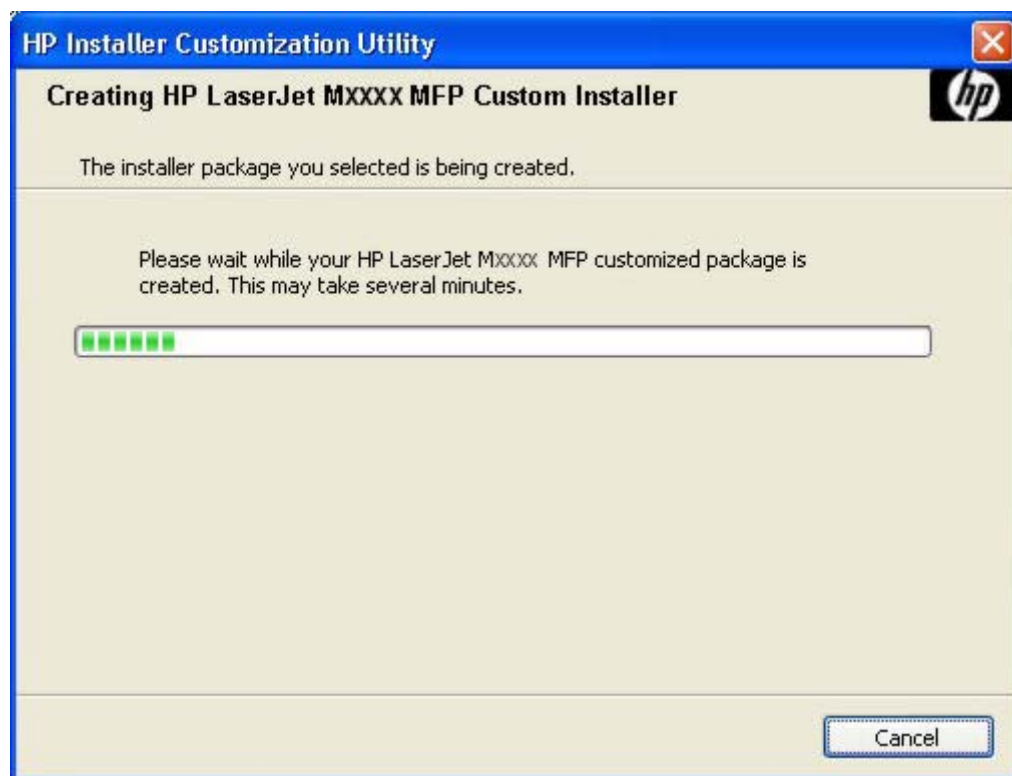 HP Installer Customization Utility
Creating HP LaserJet MXXXX MFP Custom Installer
hp
The installer package you selected is being created.
Please wait while your HP LaserJet MXXXX MFP customized package is
created. This may take several minutes.
Cancel